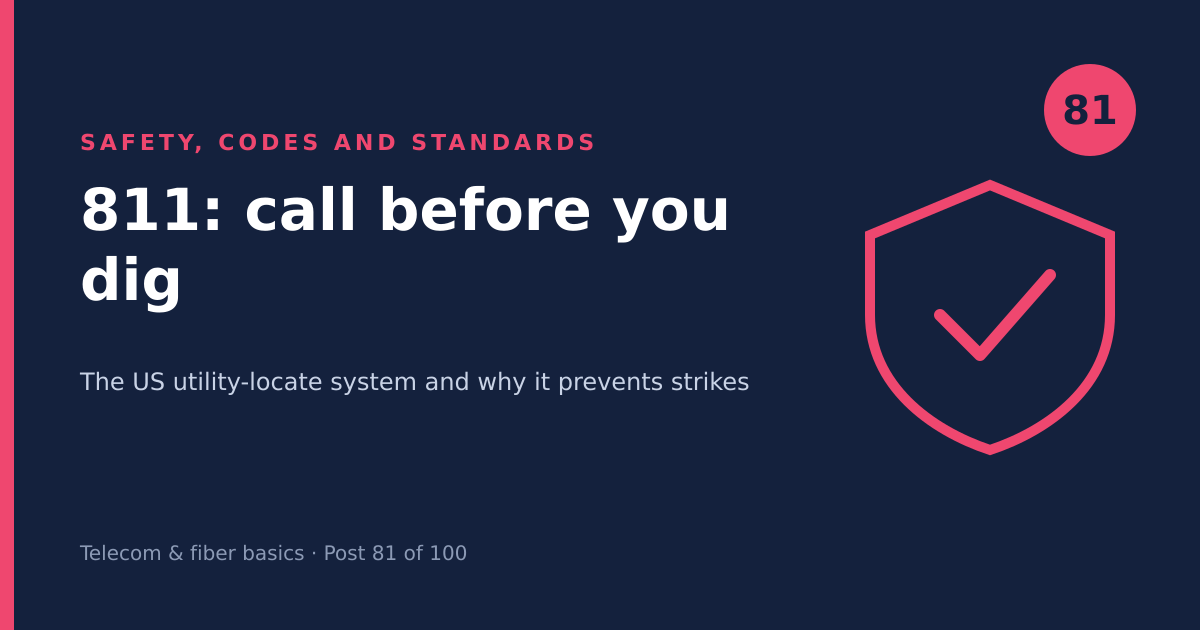 81
SAFETY, CODES AND STANDARDS
811: call before you
dig
The US utility-locate system and why it prevents strikes
Telecom & fiber basics · Post 81 of 100